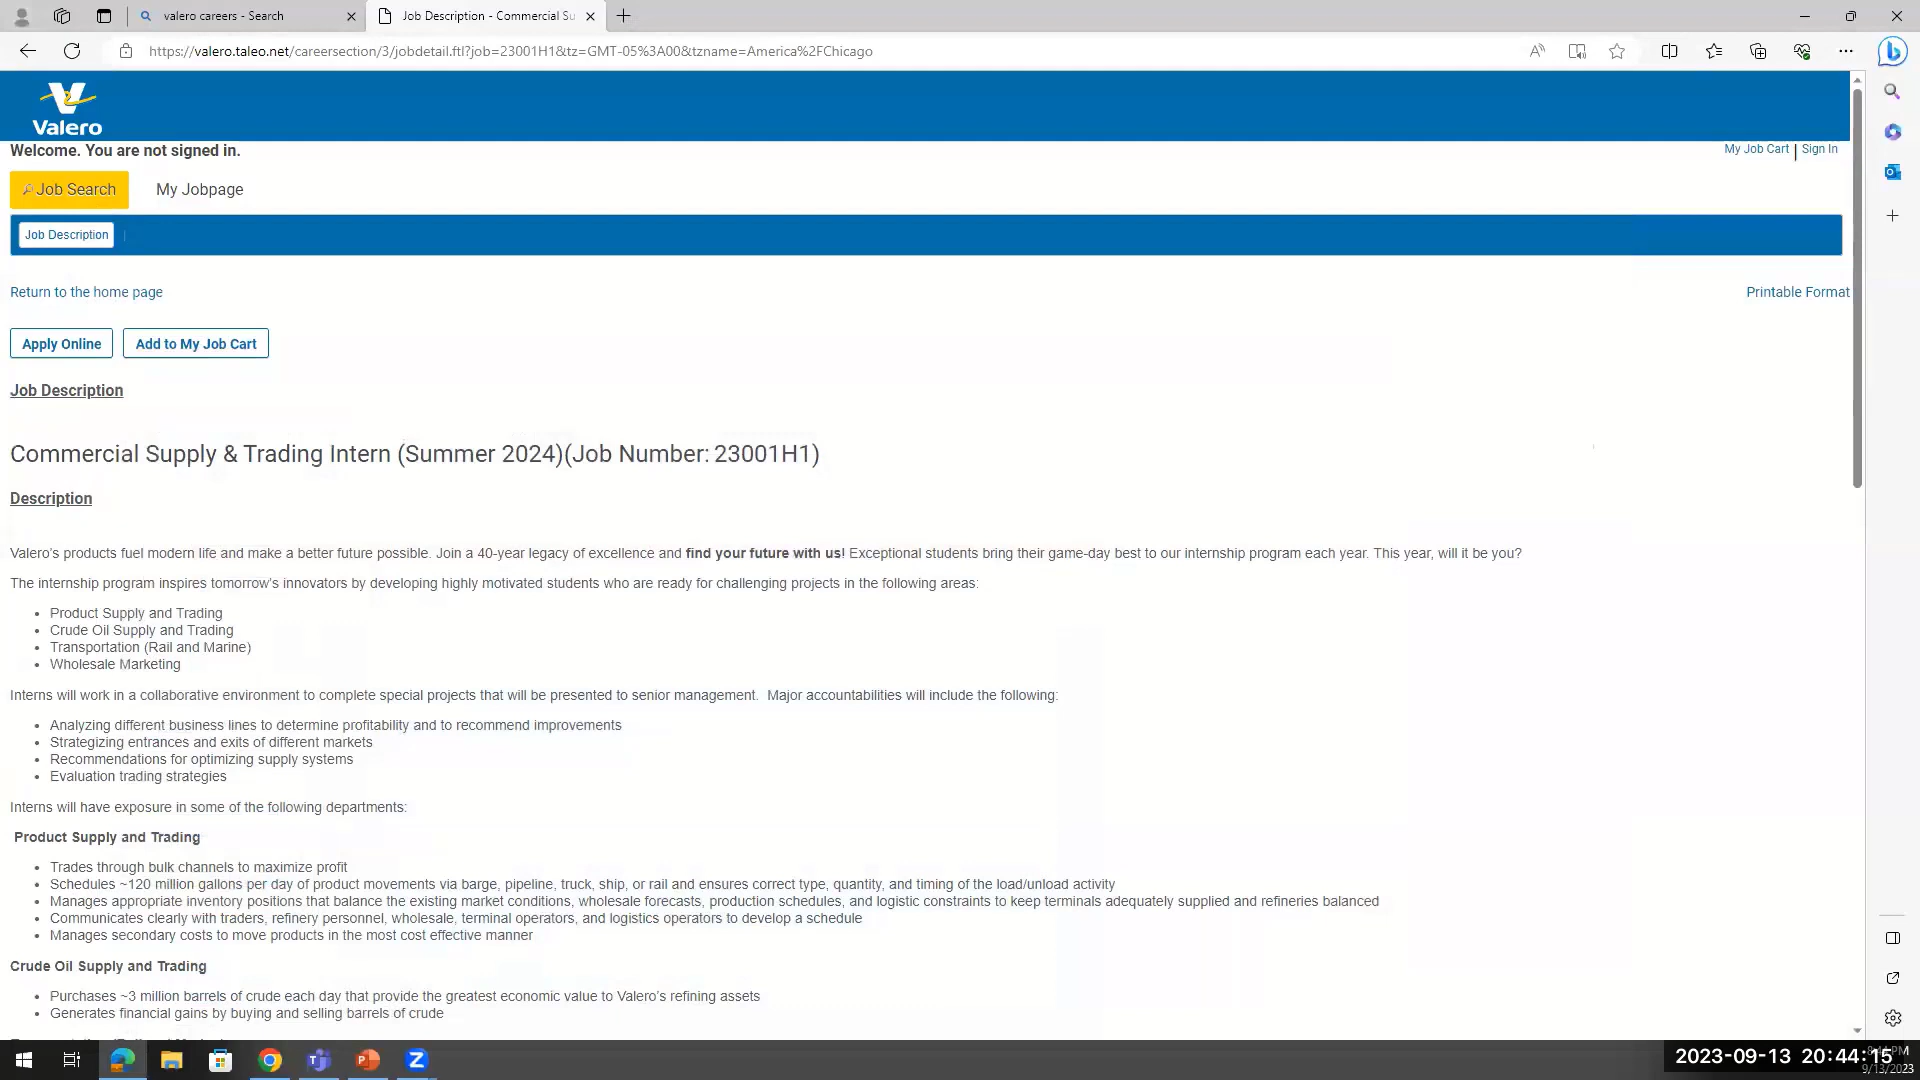 valero careers - Search
Job Description - Commercial Su
https://valero.taleo.net/careersection/3/jobdetail.ftl?job=23001H1&tz=GMT-05%3A00&tzname=America%2FChicago
Valero
Welcome. You are not signed in.
My Job Cart | Sign In
Job Search
My Jobpage
Job Description
Return to the home page
Printable Format
Apply Online
Add to My Job Cart
Job Description
Commercial Supply & Trading Intern (Summer 2024)(Job Number: 23001H1)
Description
Valero's products fuel modern life and make a better future possible. Join a 40-year legacy of excellence and find your future with us! Exceptional students bring their game-day best to our internship program each year. This year, will it be you?
The internship program inspires tomorrow's innovators by developing highly motivated students who are ready for challenging projects in the following areas:
• Product Supply and Trading
• Crude Oil Supply and Trading
• Transportation (Rail and Marine)
• Wholesale Marketing
Interns will work in a collaborative environment to complete special projects that will be presented to senior management.  Major accountabilities will include the following:
• Analyzing different business lines to determine profitability and to recommend improvements
• Strategizing entrances and exits of different markets
• Recommendations for optimizing supply systems
• Evaluation trading strategies
Interns will have exposure in some of the following departments:
Product Supply and Trading
• Trades through bulk channels to maximize profit
• Schedules ~120 million gallons per day of product movements via barge, pipeline, truck, ship, or rail and ensures correct type, quantity, and timing of the load/unload activity
• Manages appropriate inventory positions that balance the existing market conditions, wholesale forecasts, production schedules, and logistic constraints to keep terminals adequately supplied and refineries balanced
• Communicates clearly with traders, refinery personnel, wholesale, terminal operators, and logistics operators to develop a schedule
• Manages secondary costs to move products in the most cost effective manner
Crude Oil Supply and Trading
• Purchases ~3 million barrels of crude each day that provide the greatest economic value to Valero's refining assets
• Generates financial gains by buying and selling barrels of crude
2023-09-13 20:44:15
9/13/2023